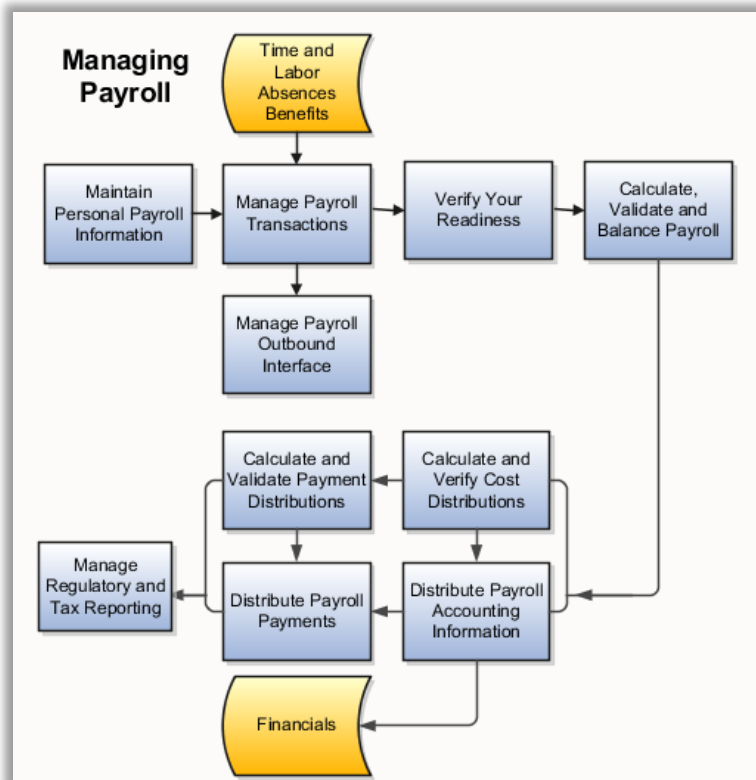 Managing
Payroll
Time and
Labor
Absences
Benefits
Maintain
Personal Payroll
Information
Manage Payroll
Transactions
Verify Your
Readiness
Calculate,
Validate and
Balance Payroll
Manage Payroll
Outbound
Interface
Calculate and
Validate Payment
Distributions
Calculate and
Verify Cost
Distributions
Manage
Regulatory and
Tax Reporting
Distribute Payroll
Payments
Distribute Payroll
Accounting
Information
Financials